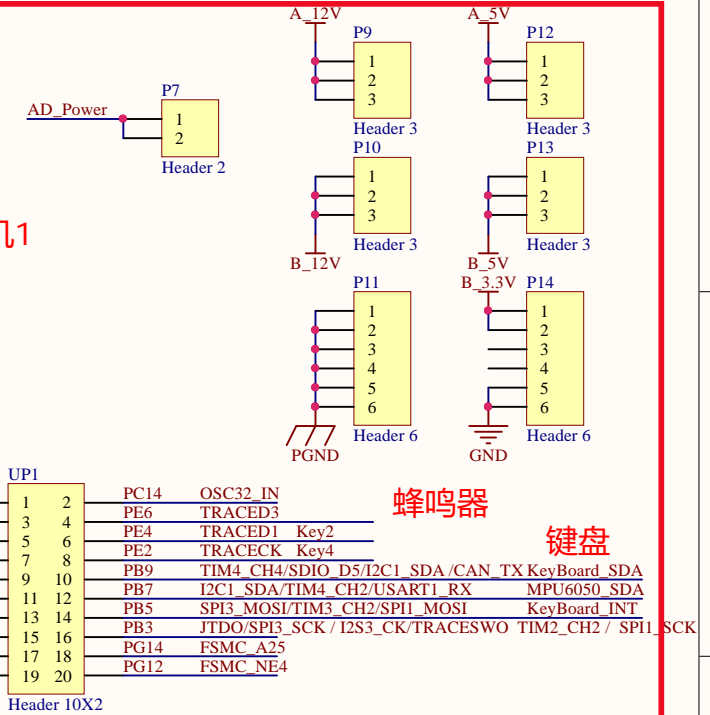 A_12V
A_5V
P9
P12
1
2
3
1
2
3
Header 3
Header 3
P7
AD_Power
1
2
Header 2
P10
P13
1
2
3
1
2
3
Header 3
Header 3
机1
B_12V
B_5V
B_3.3V
P11
P14
1
2
3
4
5
6
1
2
3
4
5
6
Header 6
Header 6
PGND
GND
UP1
蜂鸣器
键盘
1 2 PC14 OSC32_IN
3 4 PE6 TRACED3
5 6 PE4 TRACED1 Key2
7 8 PE2 TRACECK Key4
9 10 PB9 TIM4_CH4/SDIO_D5/I2C1_SDA /CAN_TX KeyBoard_SDA
11 12 PB7 I2C1_SDA/TIM4_CH2/USART1_RX MPU6050_SDA
13 14 PB5 SPI3_MOSI/TIM3_CH2/SPI1_MOSI KeyBoard_INT
15 16 PB3 JTDO/SPI3_SCK / I2S3_CK/TRACESWO TIM2_CH2 / SPI1_SCK
17 18 PG14 FSMC_A25
19 20 PG12 FSMC_NE4
Header 10X2